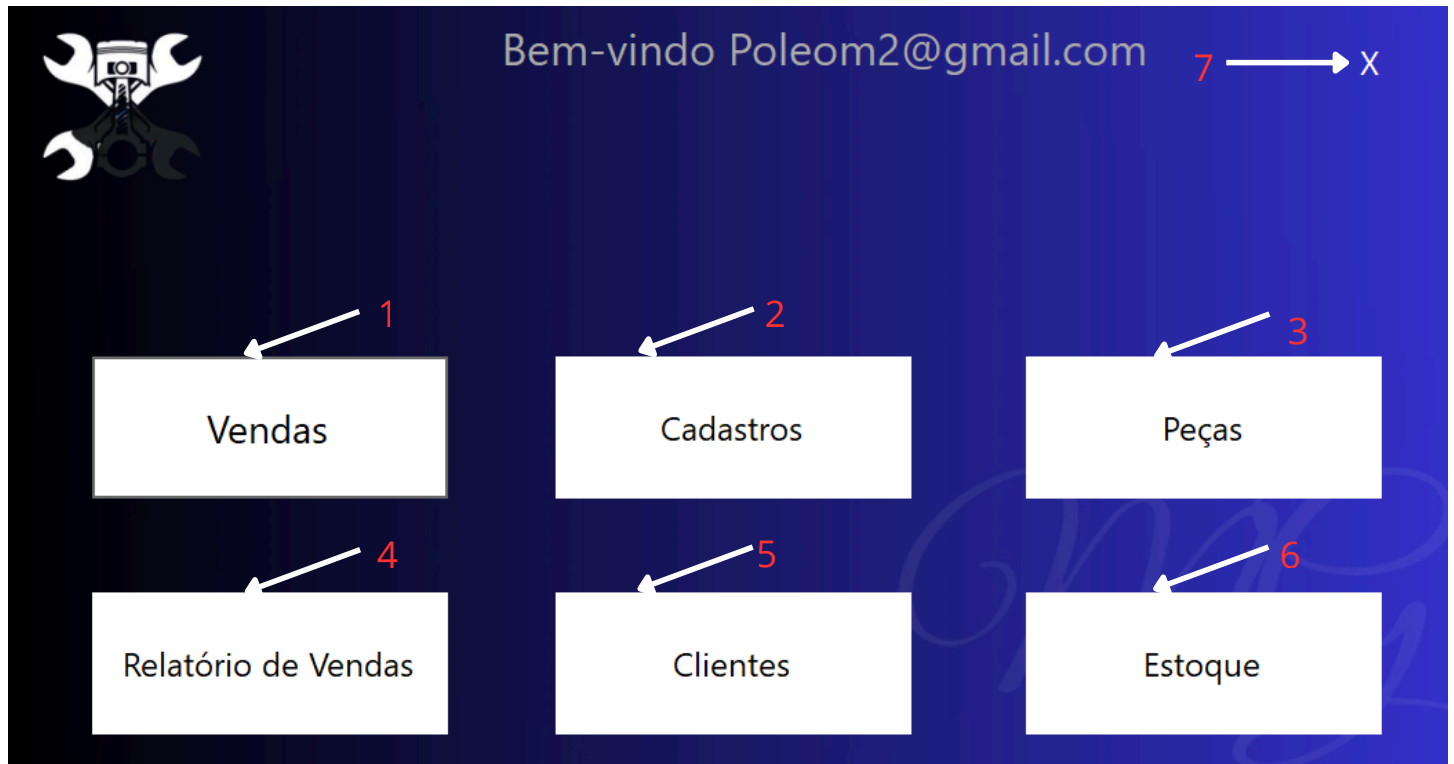 Bem-vindo Poleom2@gmail.com
7
X
1
2
3
Vendas
Cadastros
Peças
4
5
6
Relatório de Vendas
Clientes
Estoque